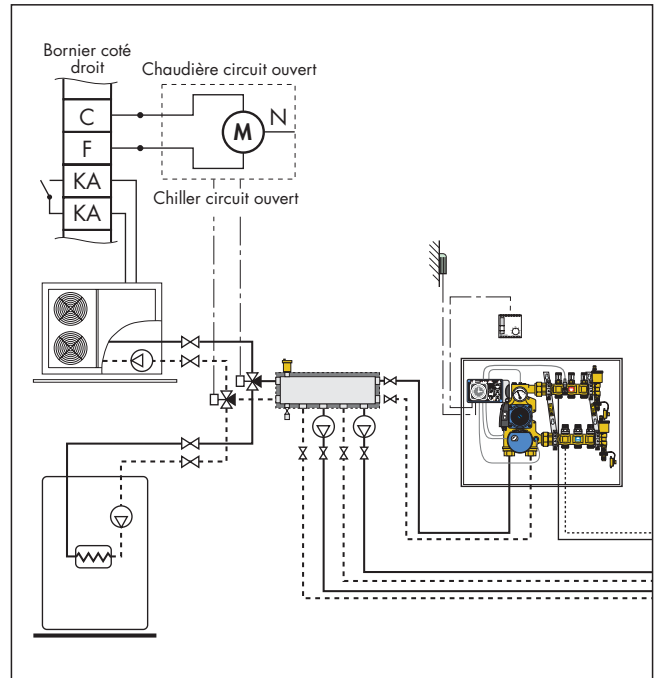 Bornier coté
droit
Chaudière circuit ouvert
C
F
KA
KA
M
N
Chiller circuit ouvert